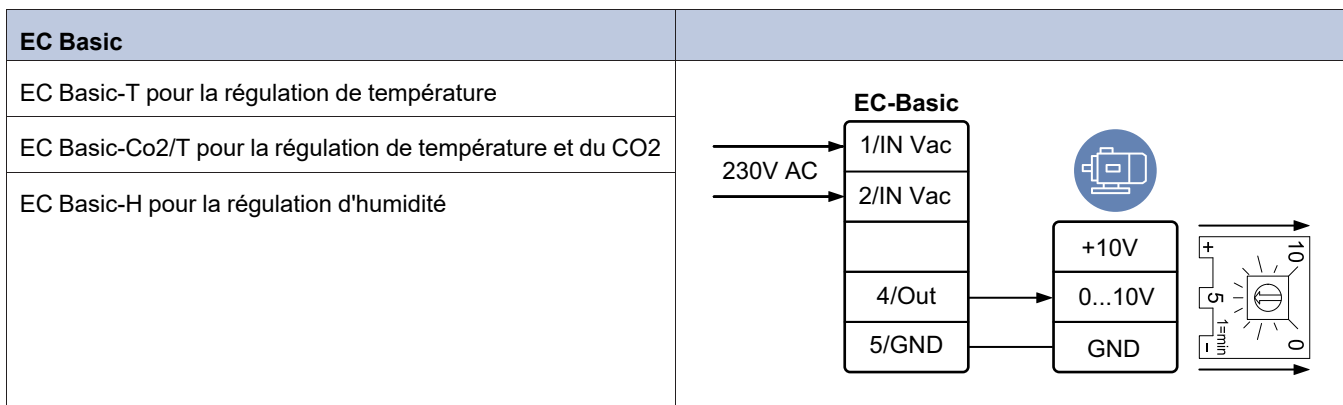 EC Basic
EC Basic-T pour la régulation de température
EC Basic-Co2/T pour la régulation de température et du CO2
EC Basic-H pour la régulation d'humidité
EC-Basic
230V AC
1/IN Vac
2/IN Vac
4/Out
5/GND
+10V
0...10V
GND
+
5
1=min
-
10
0